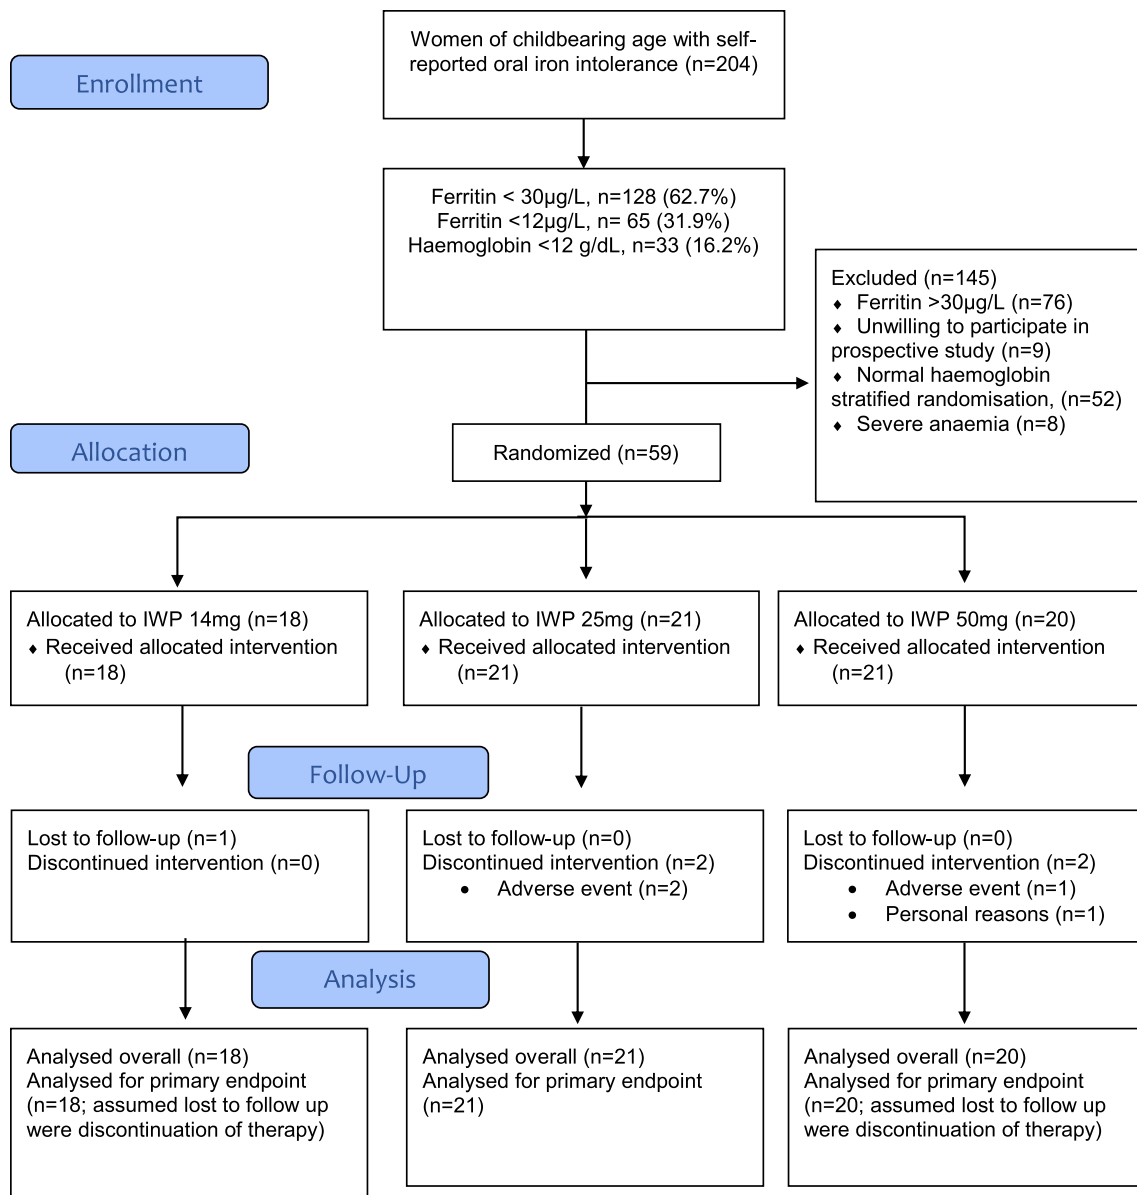 Women of childbearing age with self-
reported oral iron intolerance (n=204)
Enrollment
Ferritin < 30µg/L, n=128 (62.7%)
Ferritin <12µg/L, n= 65 (31.9%)
Haemoglobin <12 g/dL, n=33 (16.2%)
Excluded (n=145)
♦ Ferritin >30µg/L (n=76)
♦ Unwilling to participate in
prospective study (n=9)
♦ Normal haemoglobin
stratified randomisation, (n=52)
♦ Severe anaemia (n=8)
Allocation
Randomized (n=59)
Allocated to IWP 14mg (n=18)
♦ Received allocated intervention
(n=18)
Allocated to IWP 25mg (n=21)
♦ Received allocated intervention
(n=21)
Allocated to IWP 50mg (n=20)
♦ Received allocated intervention
(n=21)
Follow-Up
Lost to follow-up (n=1)
Discontinued intervention (n=0)
Lost to follow-up (n=0)
Discontinued intervention (n=2)
• Adverse event (n=2)
Lost to follow-up (n=0)
Discontinued intervention (n=2)
• Adverse event (n=1)
• Personal reasons (n=1)
Analysis
Analysed overall (n=18)
Analysed for primary endpoint
(n=18; assumed lost to follow up
were discontinuation of therapy)
Analysed overall (n=21)
Analysed for primary endpoint
(n=21)
Analysed overall (n=20)
Analysed for primary endpoint
(n=20; assumed lost to follow up
were discontinuation of therapy)